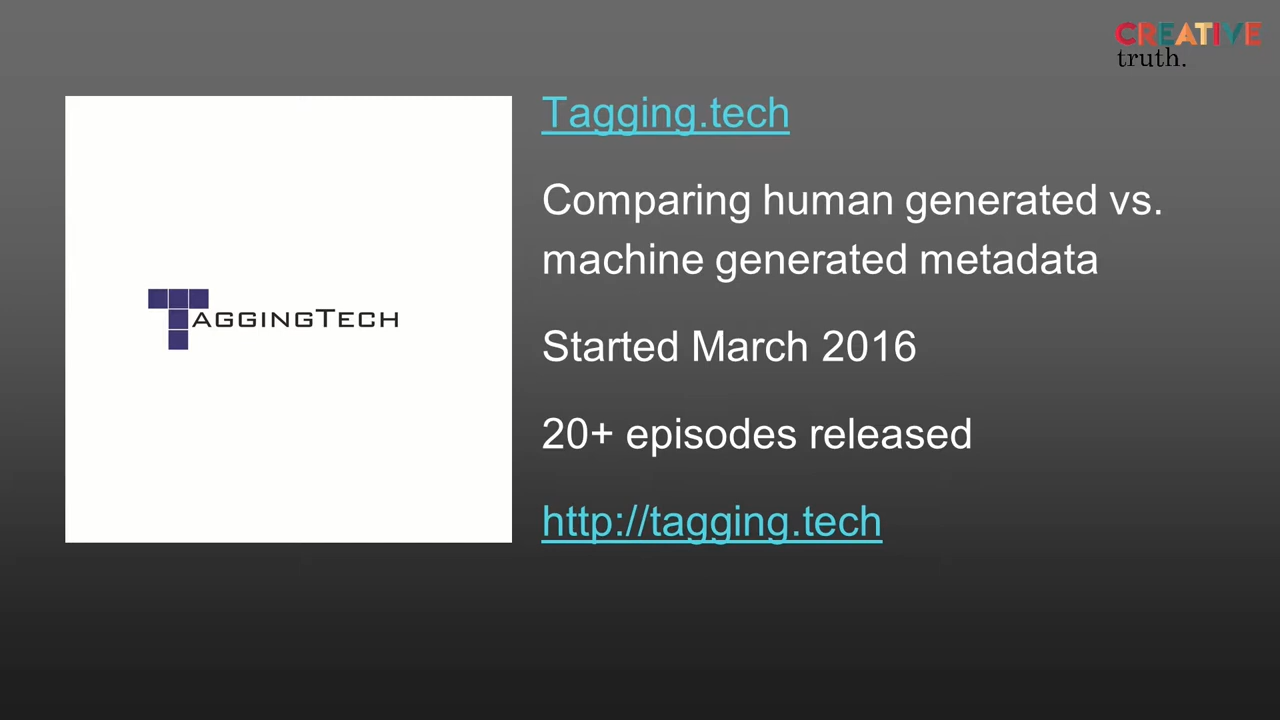 CREATIVE
truth.
Tagging.tech
Comparing human generated vs.
machine generated metadata
TAGGINGTECH
Started March 2016
20+ episodes released
http://tagging.tech